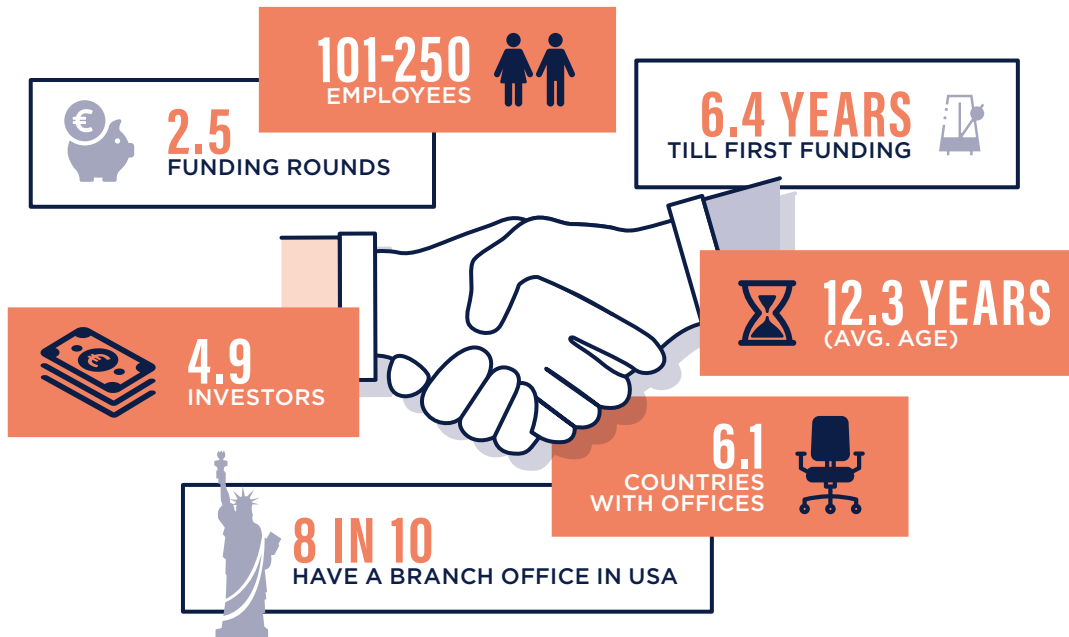 101-250
EMPLOYEES
€
2.5
FUNDING ROUNDS
6.4 YEARS
TILL FIRST FUNDING
12.3 YEARS
(AVG. AGE)
€
4.9
INVESTORS
6.1
COUNTRIES
WITH OFFICES
8 IN 10
HAVE A BRANCH OFFICE IN USA